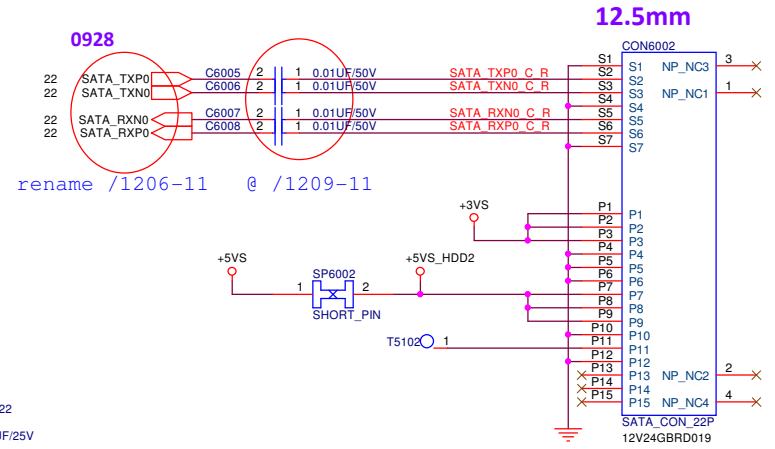 12.5mm
0928
CON6002
22 SATA_TXP0 C6005 2 1 0.01UF/50V SATA_TXP0_C_R S1 S1 NP_NC3 3
22 SATA_TXN0 C6006 2 1 0.01UF/50V SATA_TXN0_C_R S2 S2
S3 S3 NP_NC1 1
S4 S4
22 SATA_RXN0 C6007 2 1 0.01UF/50V SATA_RXN0_C_R S5 S5
22 SATA_RXP0 C6008 2 1 0.01UF/50V SATA_RXP0_C_R S6 S6
S7 S7
rename /1206-11 @ /1209-11
+3VS
P1 P1
P2 P2
P3 P3
P4 P4
+5VS +5VS_HDD2 P5 P5
SP6002 P6 P6
1 2 P7 P7
P8 P8
SHORT_PIN P9 P9
P10 P10
T5102 1 P11 P11
P12 P12
P13 P13 NP_NC2 2
P14 P14
P15 P15 NP_NC4 4
22 SATA_CON_22P
UF/25V 12V24GBRD019